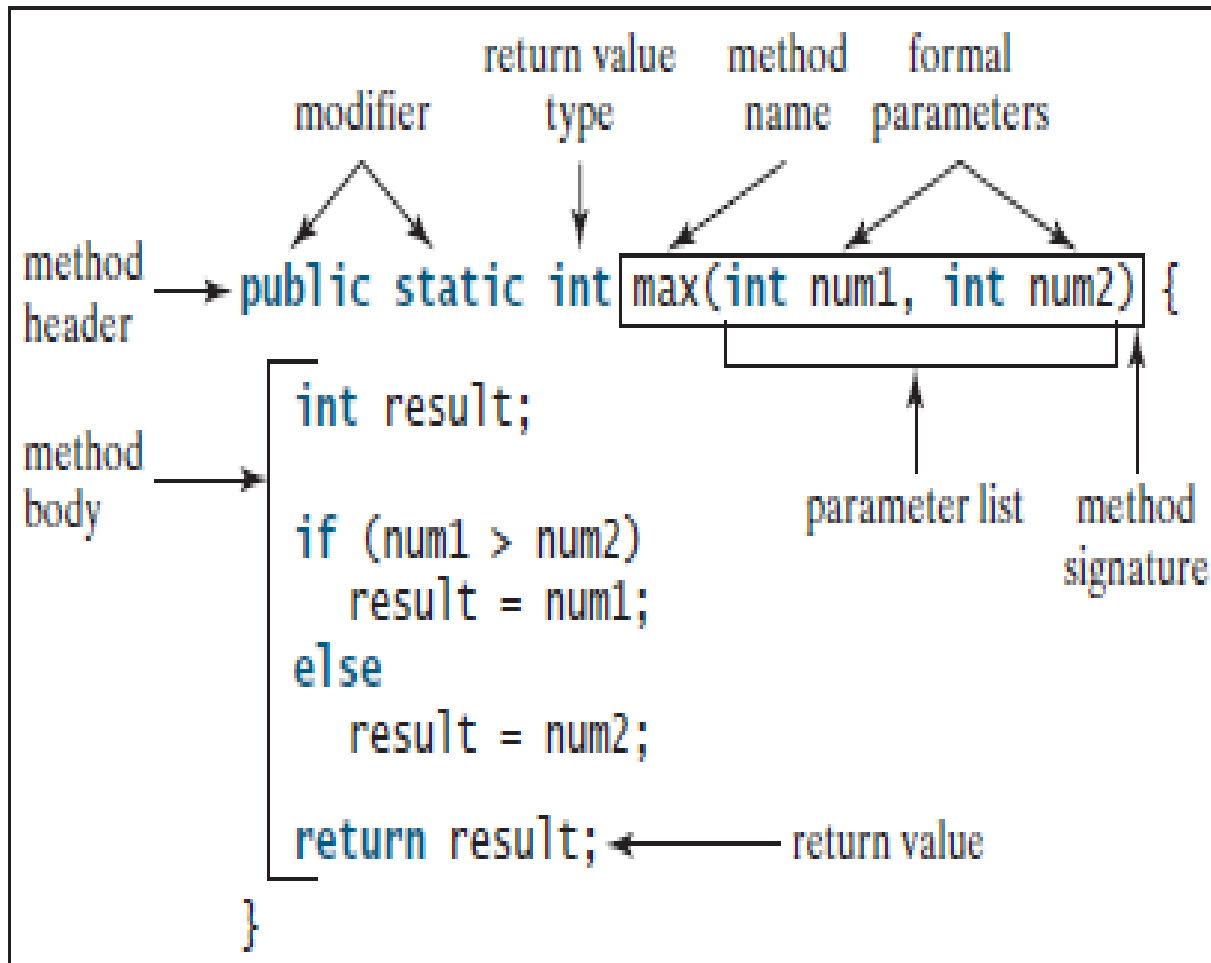 return value method formal
modifier type name parameters
method
header
public static int max(int num1, int num2) {
int result;
method
body
parameter list method
signature
if (num1 > num2)
result = num1;
else
result = num2;
return result; return value
}